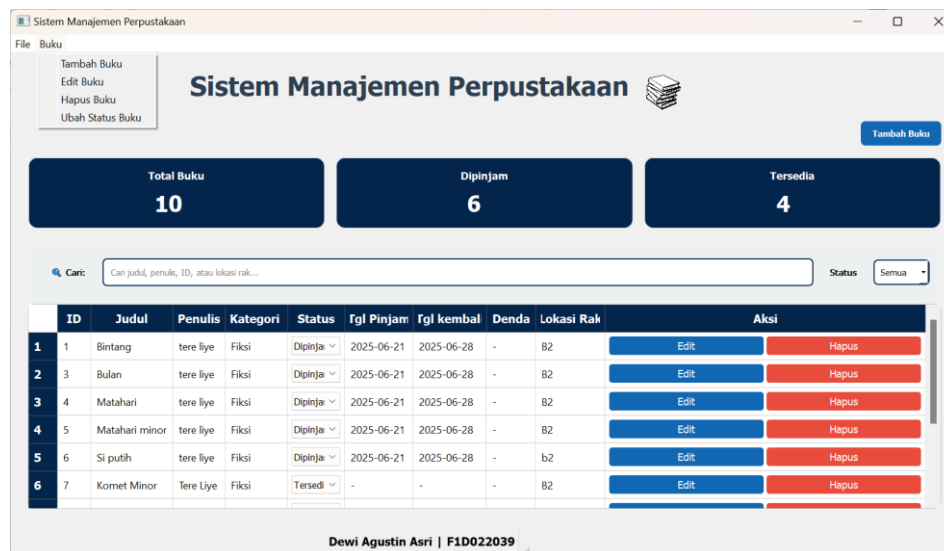 Sistem Manajemen Perpustakaan
File Buku
Tambah Buku
Edit Buku
Hapus Buku
Ubah Status Buku
Sistem Manajemen Perpustakaan
Tambah Buku
Total Buku Dipinjam Tersedia
10 6 4
Cari: Cari judul, penulis, ID, atau lokasi rak... Status Semua
ID Judul Penulis Kategori Status Tgl Pinjam Tgl kembal Denda Lokasi Rak Aksi
1 1 Bintang tere liye Fiksi Dipinja 2025-06-21 2025-06-28 - B2 Edit Hapus
2 3 Bulan tere liye Fiksi Dipinja 2025-06-21 2025-06-28 - B2 Edit Hapus
3 4 Matahari tere liye Fiksi Dipinja 2025-06-21 2025-06-28 - B2 Edit Hapus
4 5 Matahari minor tere liye Fiksi Dipinja 2025-06-21 2025-06-28 - B2 Edit Hapus
5 6 Si putih tere liye Fiksi Dipinja 2025-06-21 2025-06-28 - b2 Edit Hapus
6 7 Komet Minor Tere Liye Fiksi Tersedi - - - B2 Edit Hapus
Dewi Agustin Asri | F1D022039